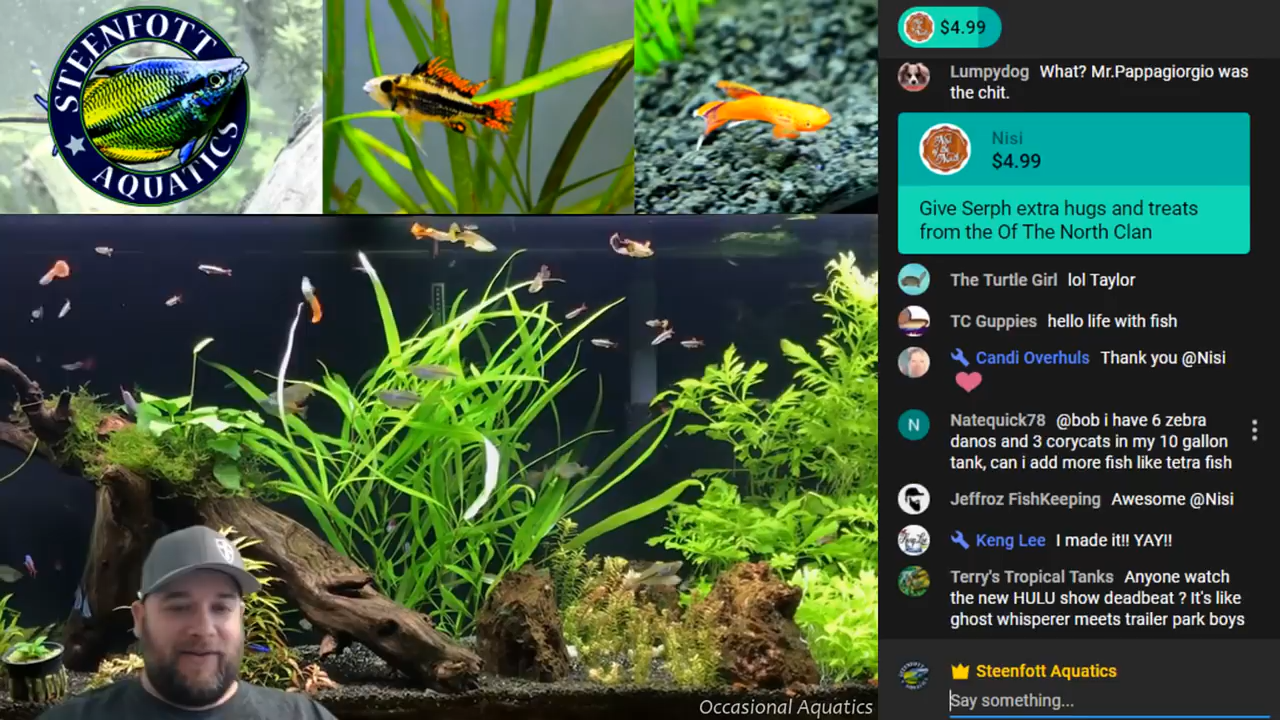 STEENFOTT
AQUATICS
$4.99
Lumpydog What? Mr.Pappagiorgio was
the chit.
Nisi
$4.99
Give Serph extra hugs and treats
from the Of The North Clan
The Turtle Girl lol Taylor
TC Guppies hello life with fish
Candi Overhuls Thank you @Nisi
N
Natequick78 @bob i have 6 zebra
danos and 3 corycats in my 10 gallon
tank, can i add more fish like tetra fish
Jeffroz FishKeeping Awesome @Nisi
Keng Lee I made it!! YAY!!
Terry's Tropical Tanks Anyone watch
the new HULU show deadbeat ? It's like
ghost whisperer meets trailer park boys
Steenfott Aquatics
Say something...
Occasional Aquatics